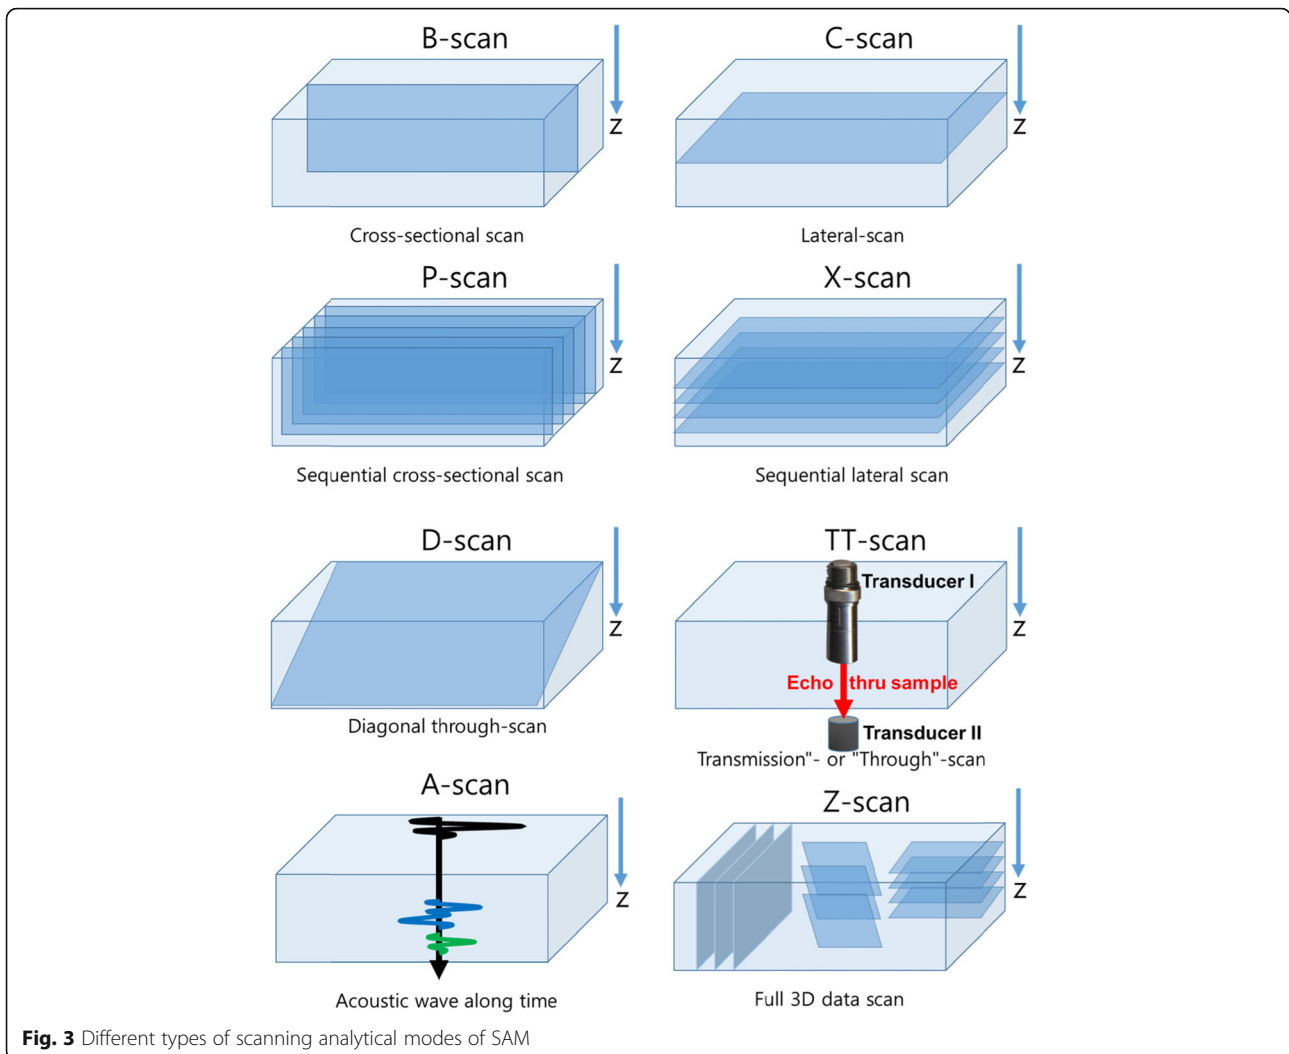 B-scan
Z
Cross-sectional scan
C-scan
Z
Lateral-scan
P-scan
Z
Sequential cross-sectional scan
X-scan
Z
Sequential lateral scan
D-scan
Z
Diagonal through-scan
TT-scan
Transducer I
Z
Echo thru sample
Transducer II
Transmission"- or "Through"-scan
A-scan
Z
Acoustic wave along time
Z-scan
Z
Full 3D data scan
Fig. 3 Different types of scanning analytical modes of SAM